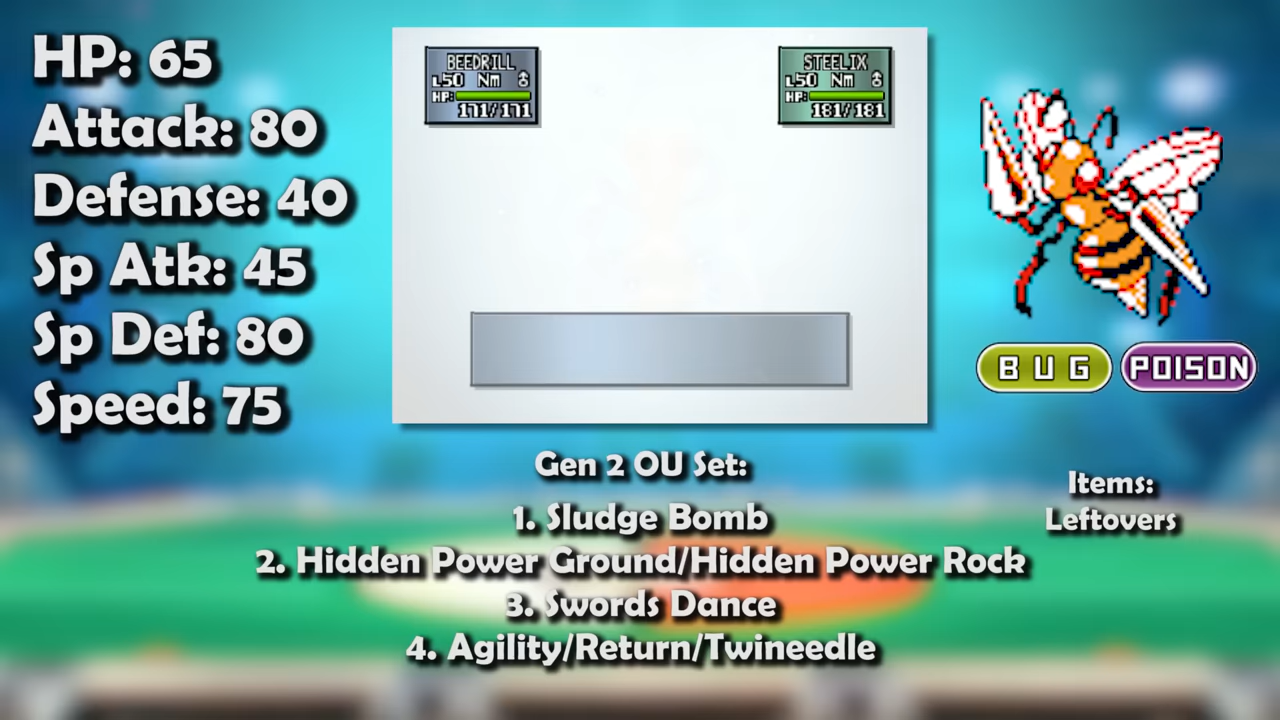 HP: 65
Attack: 80
Defense: 40
Sp Atk: 45
Sp Def: 80
Speed: 75
BEEDRILL
L50 Nm ♂
HP:
171/171
STEELIX
L50 Nm ♂
HP:
181/181
BUG POISON
Gen 2 OU Set:
1. Sludge Bomb
2. Hidden Power Ground/Hidden Power Rock
3. Swords Dance
4. Agility/Return/Twineedle
Items:
Leftovers